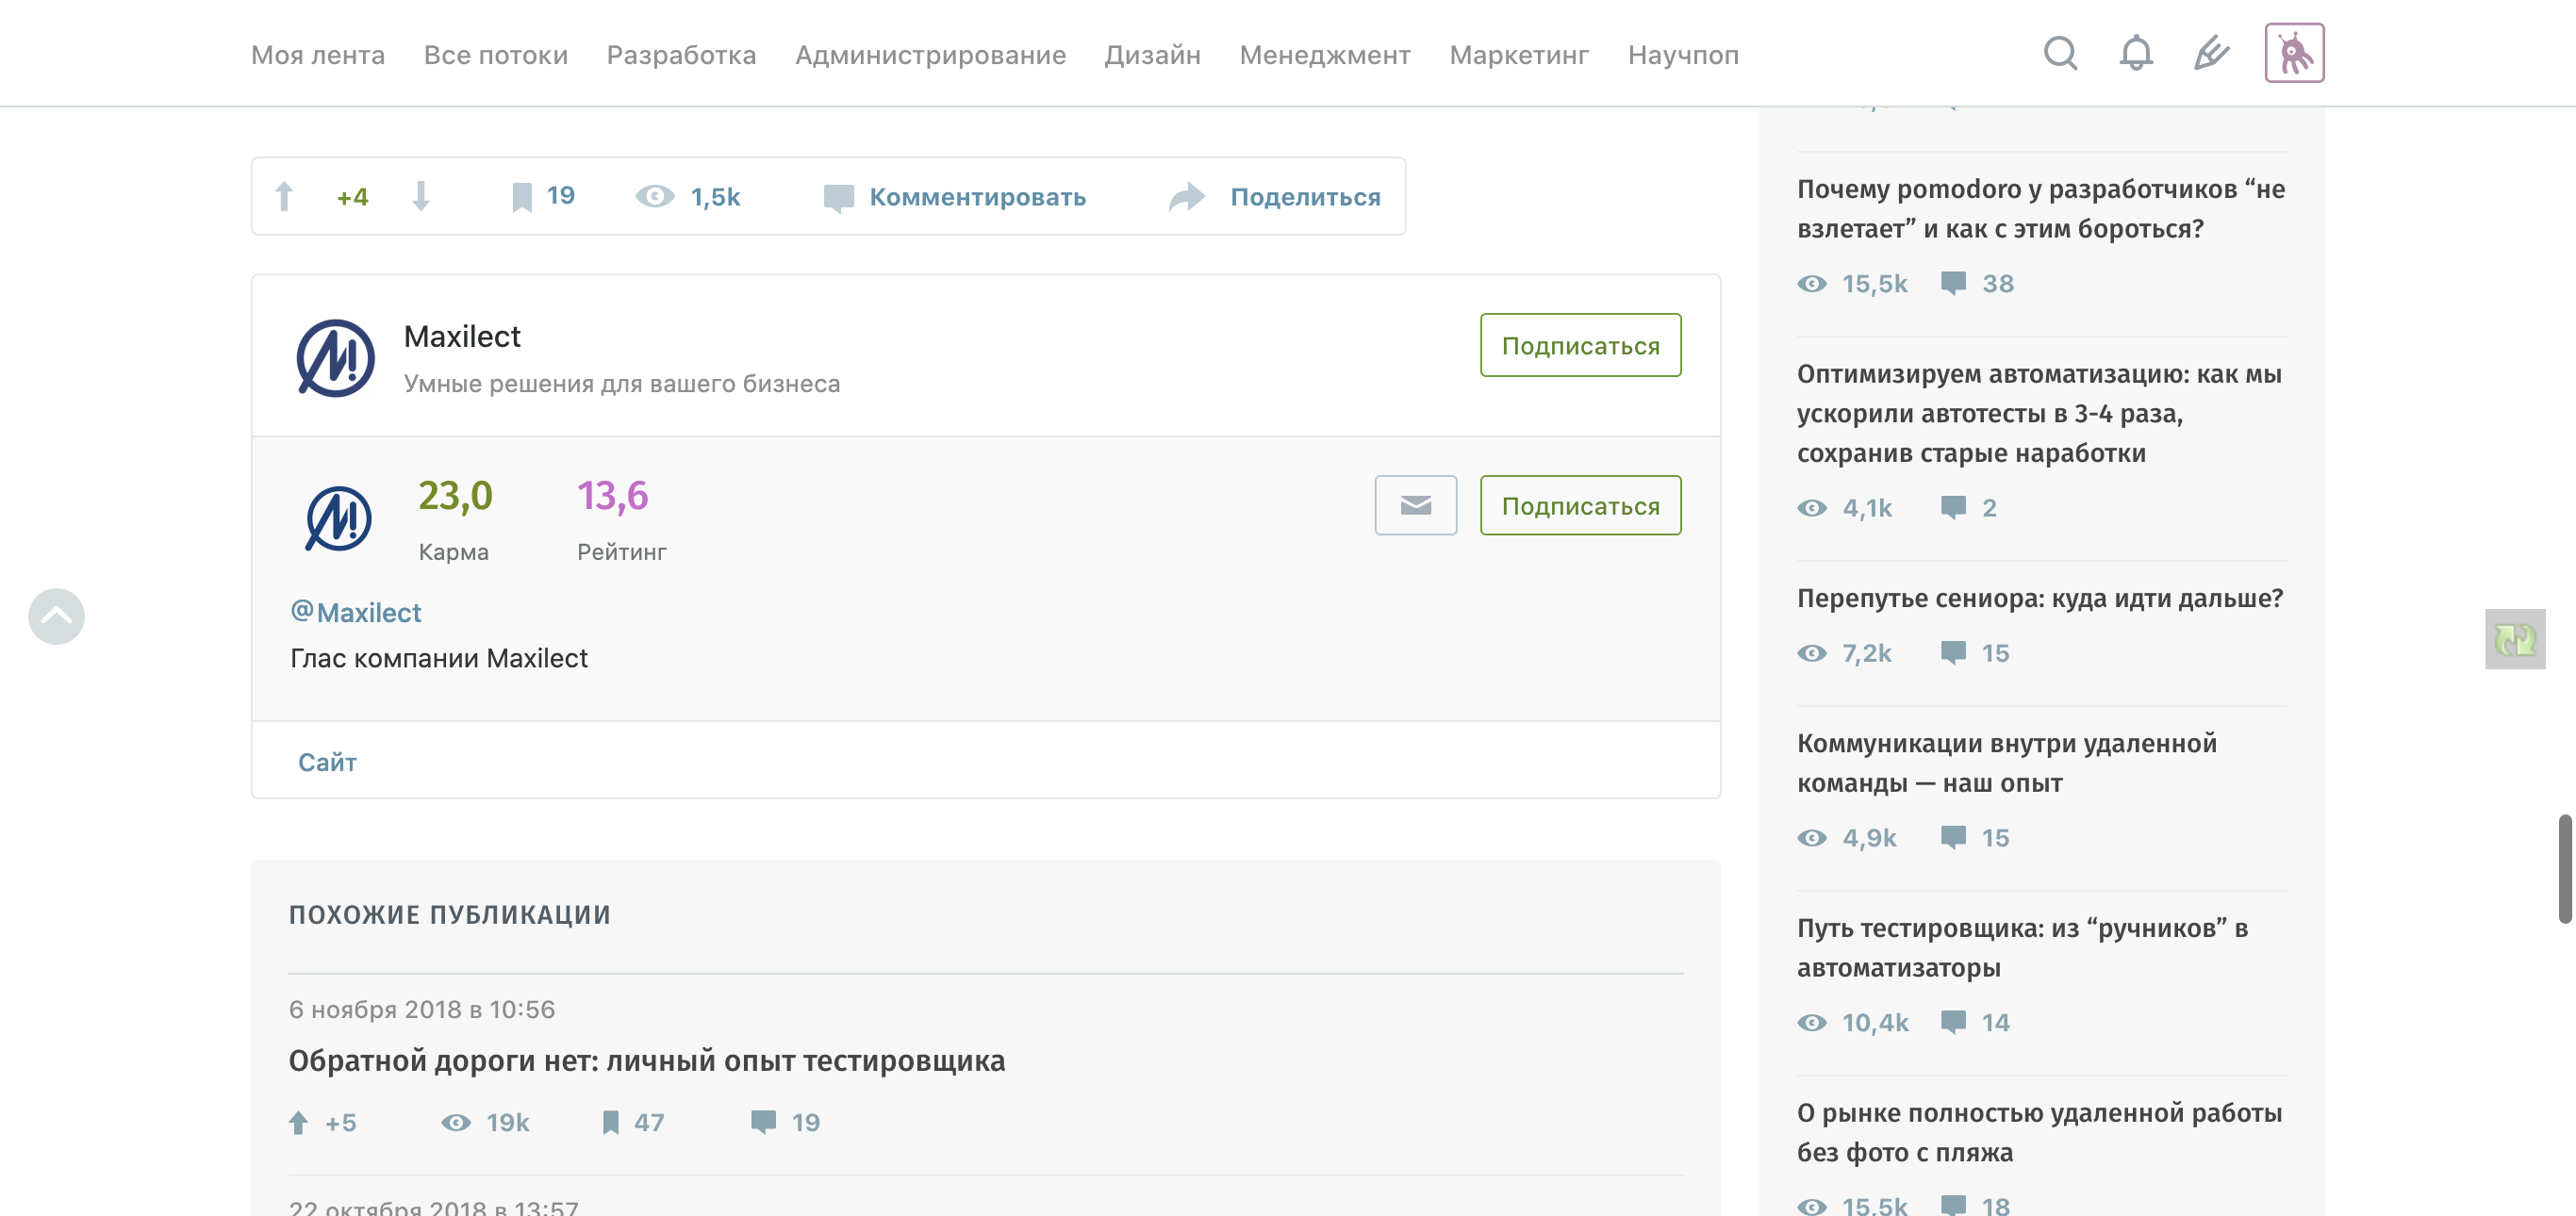 Моя лента Все потоки Разработка Администрирование Дизайн Менеджмент Маркетинг Научпоп
+4 19 1,5k Комментировать Поделиться
Maxilect
Умные решения для вашего бизнеса
Подписаться
23,0 13,6
Карма Рейтинг
Подписаться
@Maxilect
Глас компании Maxilect
Сайт
ПОХОЖИЕ ПУБЛИКАЦИИ
6 ноября 2018 в 10:56
Обратной дороги нет: личный опыт тестировщика
+5 19k 47 19
22 октября 2018 в 13:57
Почему pomodoro у разработчиков “не
взлетает” и как с этим бороться?
15,5k 38
Оптимизируем автоматизацию: как мы
ускорили автотесты в 3-4 раза,
сохранив старые наработки
4,1k 2
Перепутье сениора: куда идти дальше?
7,2k 15
Коммуникации внутри удаленной
команды — наш опыт
4,9k 15
Путь тестировщика: из “ручников” в
автоматизаторы
10,4k 14
О рынке полностью удаленной работы
без фото с пляжа
15,5k 18